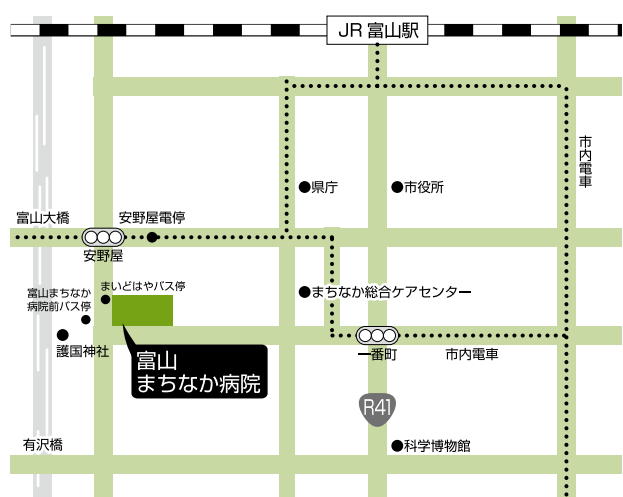 JR 富山駅
市内電車
県庁
市役所
富山大橋
安野屋電停
安野屋
まいどはやバス停
富山まちなか
病院前バス停
まちなか総合ケアセンター
護国神社
富山
まちなか病院
一番町
市内電車
R41
有沢橋
科学博物館